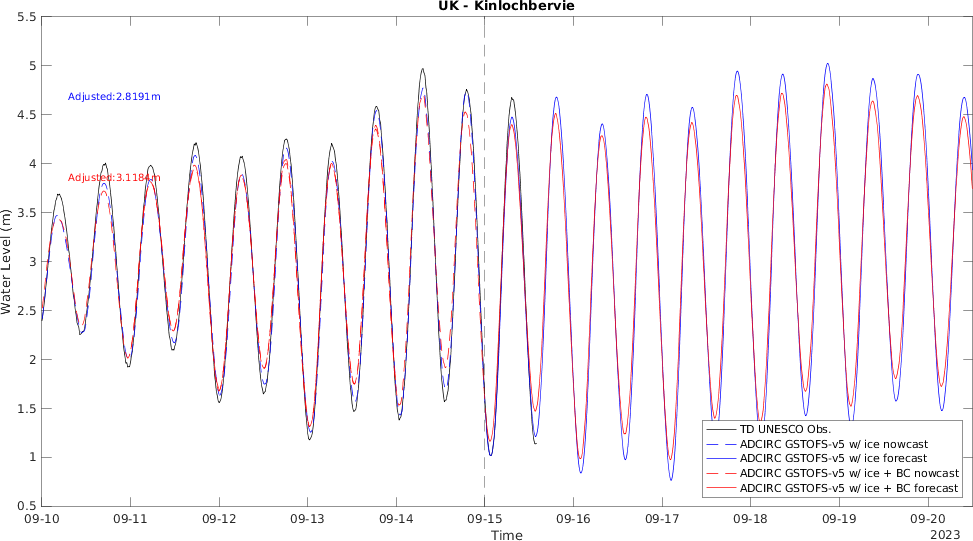 UK - Kinlochbervie
5.5
5
4.5
4
3.5
3
2.5
2
1.5
1
0.5
Water Level (m)
Adjusted:2.8191m
Adjusted:3.1184m
TD UNESCO Obs.
ADCIRC GSTOFS-v5 w/ ice nowcast
ADCIRC GSTOFS-v5 w/ ice forecast
ADCIRC GSTOFS-v5 w/ ice + BC nowcast
ADCIRC GSTOFS-v5 w/ ice + BC forecast
09-10 09-11 09-12 09-13 09-14 09-15 09-16 09-17 09-18 09-19 09-20
Time
2023